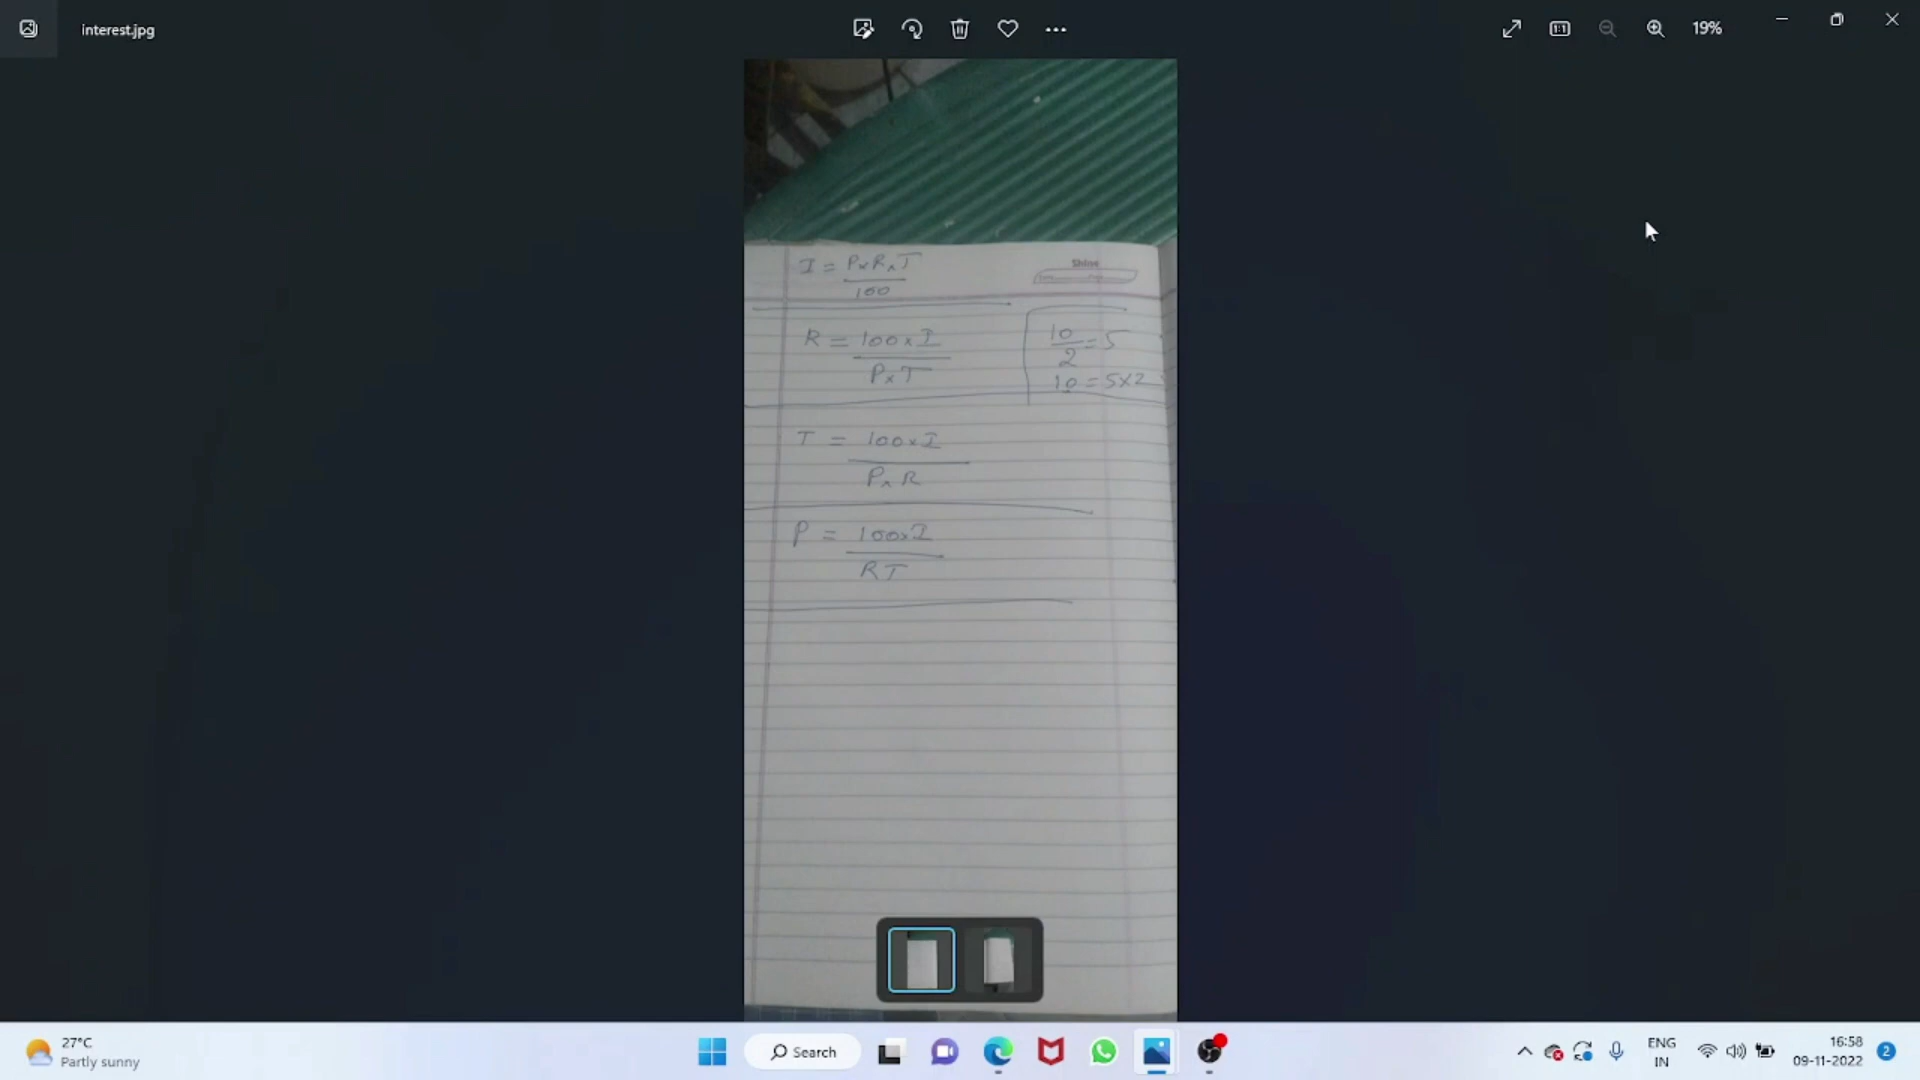 interest.jpg
19%
Shine
I = P×R×T
100
R = 100×I
P×T
10
2
= 5
10 = 5×2
T = 100×I
P×R
P = 100×I
RT
27°C
Partly sunny
Search
ENG
IN
16:58
09-11-2022
2